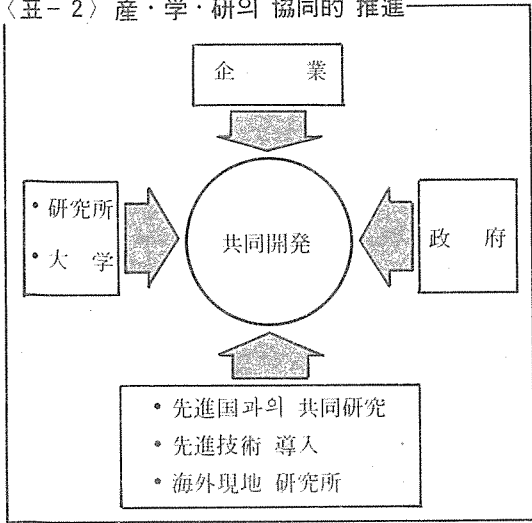 〈표-2〉 産・学・研의 協同的 推進
企 業
・研究所
・大 学
共同開発
政 府
・先進国과의 共同研究
・先進技術 導入
・海外現地 研究所